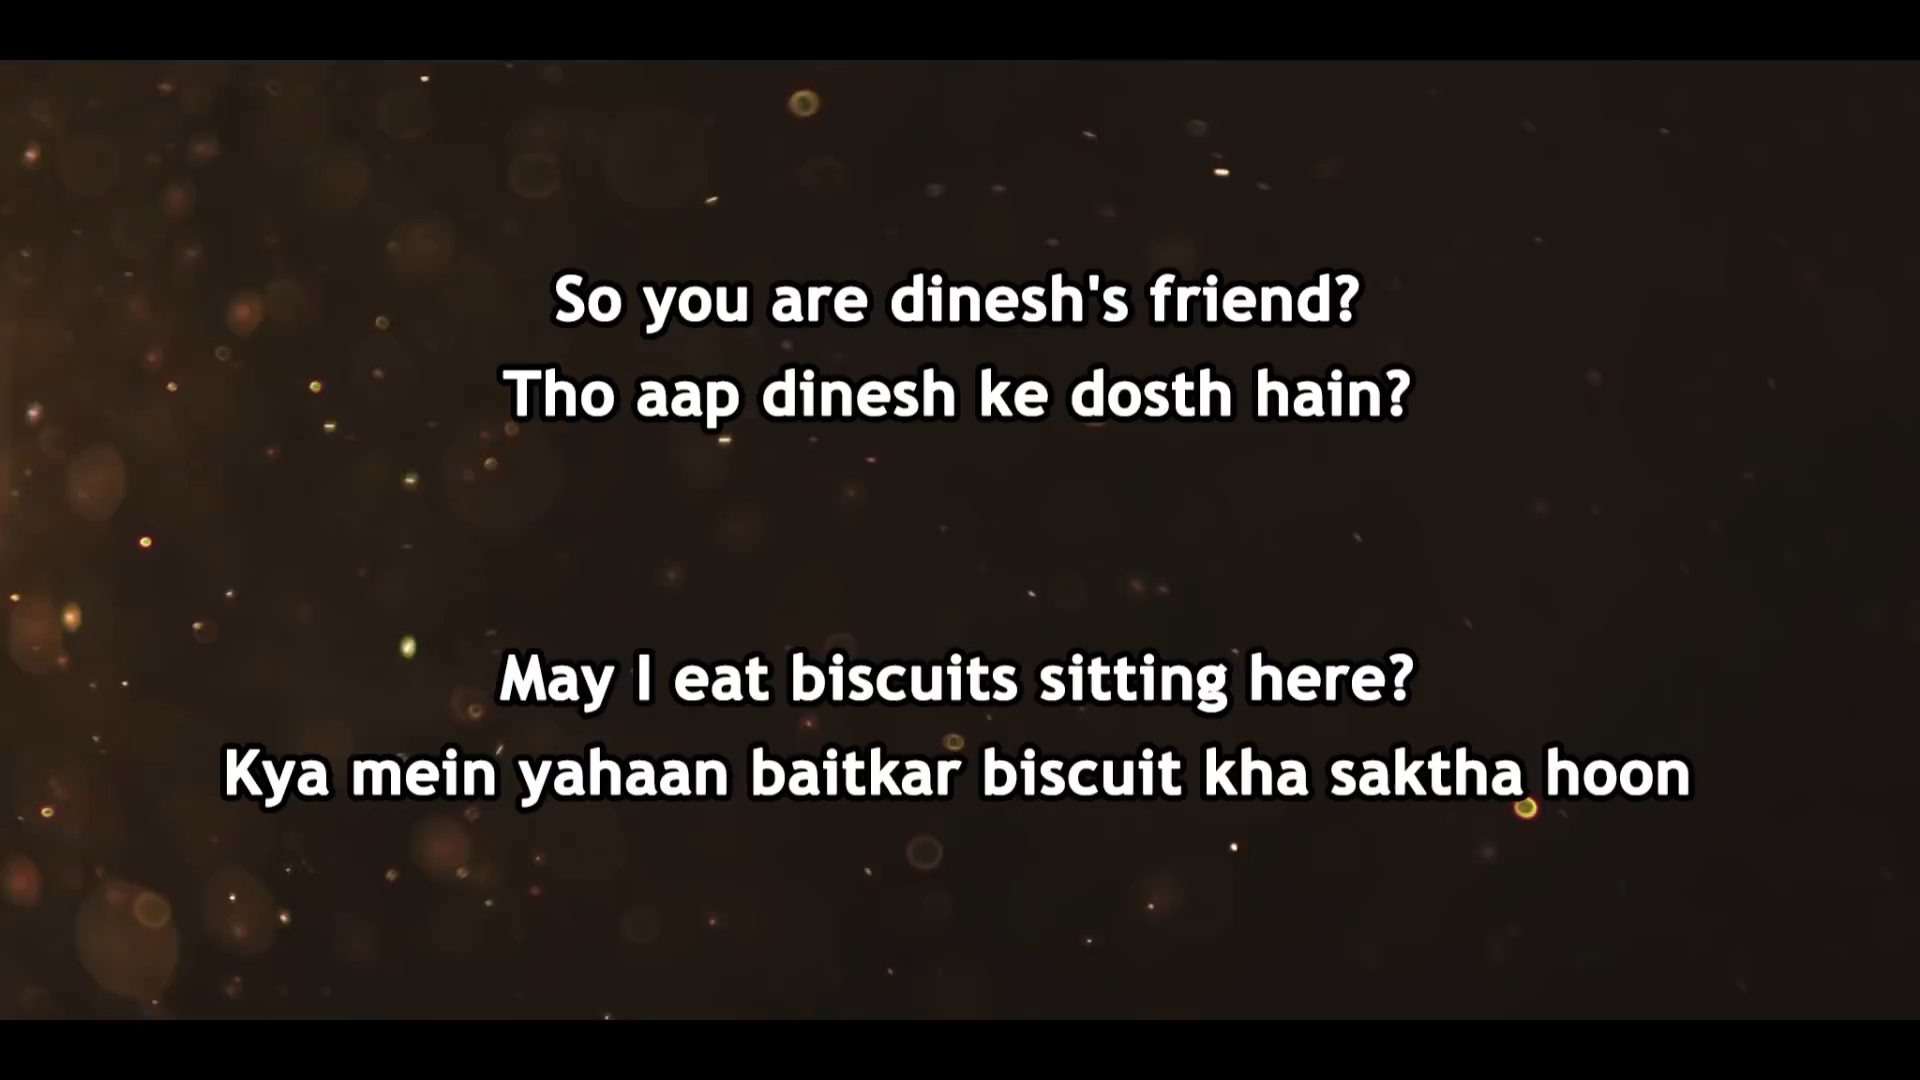 So you are dinesh's friend?
Tho aap dinesh ke dosth hain?
May I eat biscuits sitting here?
Kya mein yahaan baitkar biscuit kha saktha hoon